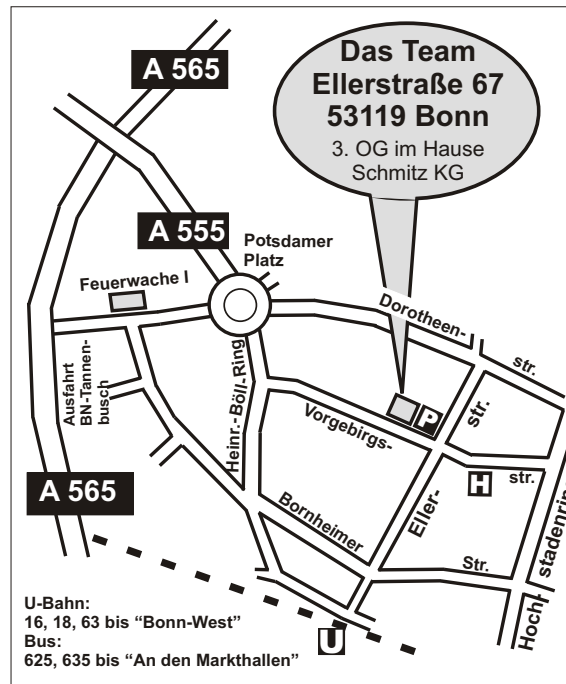 A 565
Das Team
Ellerstraße 67
53119 Bonn
3. OG im Hause
Schmitz KG
A 555
Potsdamer
Platz
Feuerwache I
Dorotheen-
str.
Ausfahrt
BN-Tannen-
busch
Heinr.-Böll-Ring
P
str.
Vorgebirgs-
str.
H
A 565
Eller-
Bornheimer
Str.
Hoch-
stadenring
U-Bahn:
16, 18, 63 bis “Bonn-West”
Bus:
625, 635 bis “An den Markthallen”
U